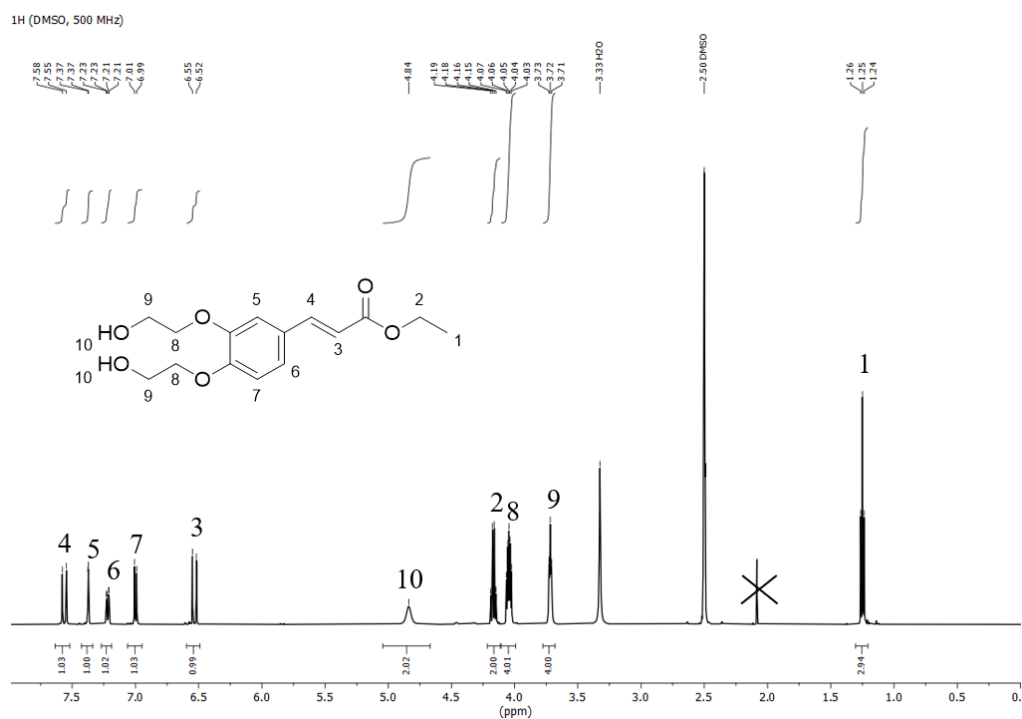 1H (DMSO, 500 MHz)
7.58 7.55 7.37 7.37 7.23 7.23 7.21 7.21 7.01 6.99 6.55 6.52 4.84 4.19 4.18 4.16 4.15 4.07 4.06 4.05 4.04 4.03 3.73 3.72 3.71 3.33 H2O 2.50 DMSO 1.26 1.25 1.24
O
9 5 4 2
HO O O
10 8 3 1
HO O 6
10 9 8 7
1
4 5 6 7 3 10 2 8 9
1.03 1.00 1.02 1.03 0.99 2.02 2.00 4.01 4.00 2.94
7.5 7.0 6.5 6.0 5.5 5.0 4.5 4.0 3.5 3.0 2.5 2.0 1.5 1.0 0.5 0.
(ppm)